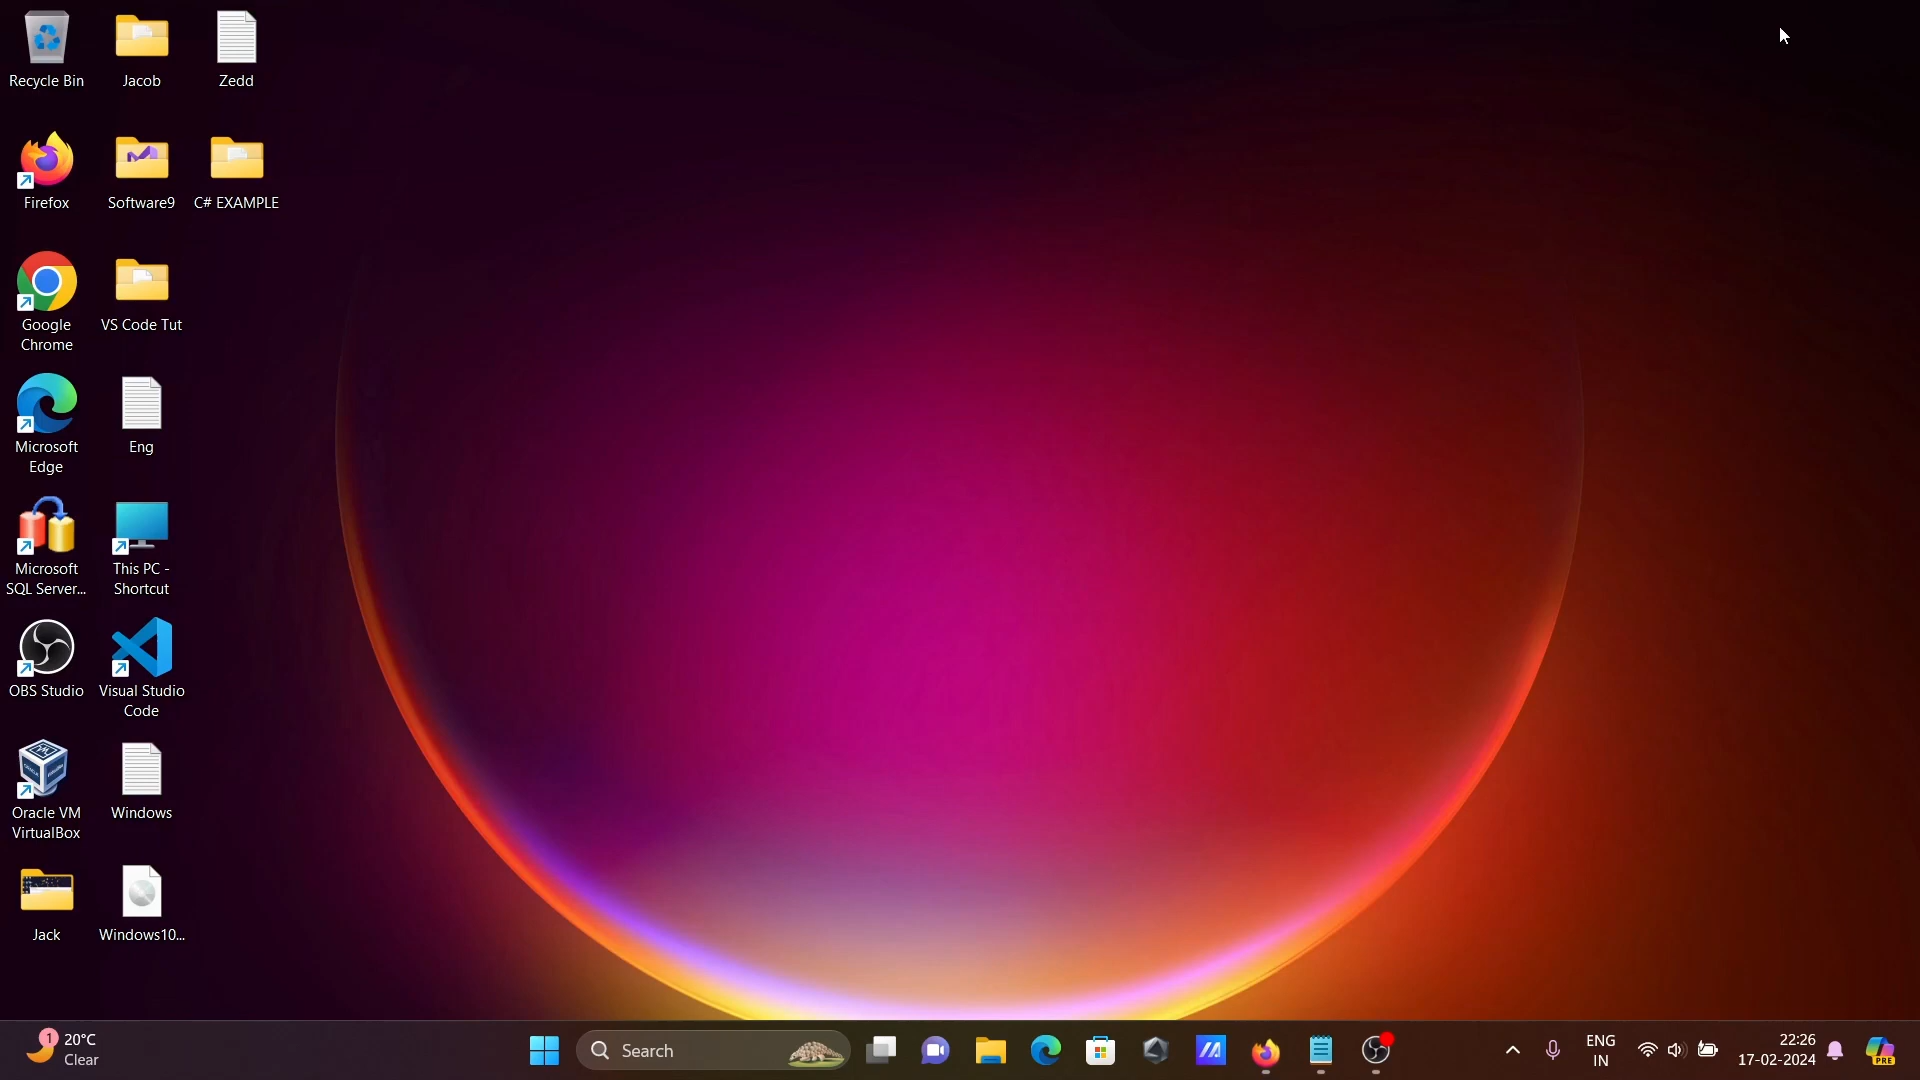 Recycle Bin
Jacob
Zedd
Firefox
Software9
C# EXAMPLE
Google
Chrome
VS Code Tut
Microsoft
Edge
Eng
Microsoft
SQL Server...
This PC -
Shortcut
OBS Studio
Visual Studio
Code
Oracle VM
VirtualBox
Windows
Jack
Windows10...
1
20°C
Clear
Search
ENG
IN
22:26
17-02-2024
PRE